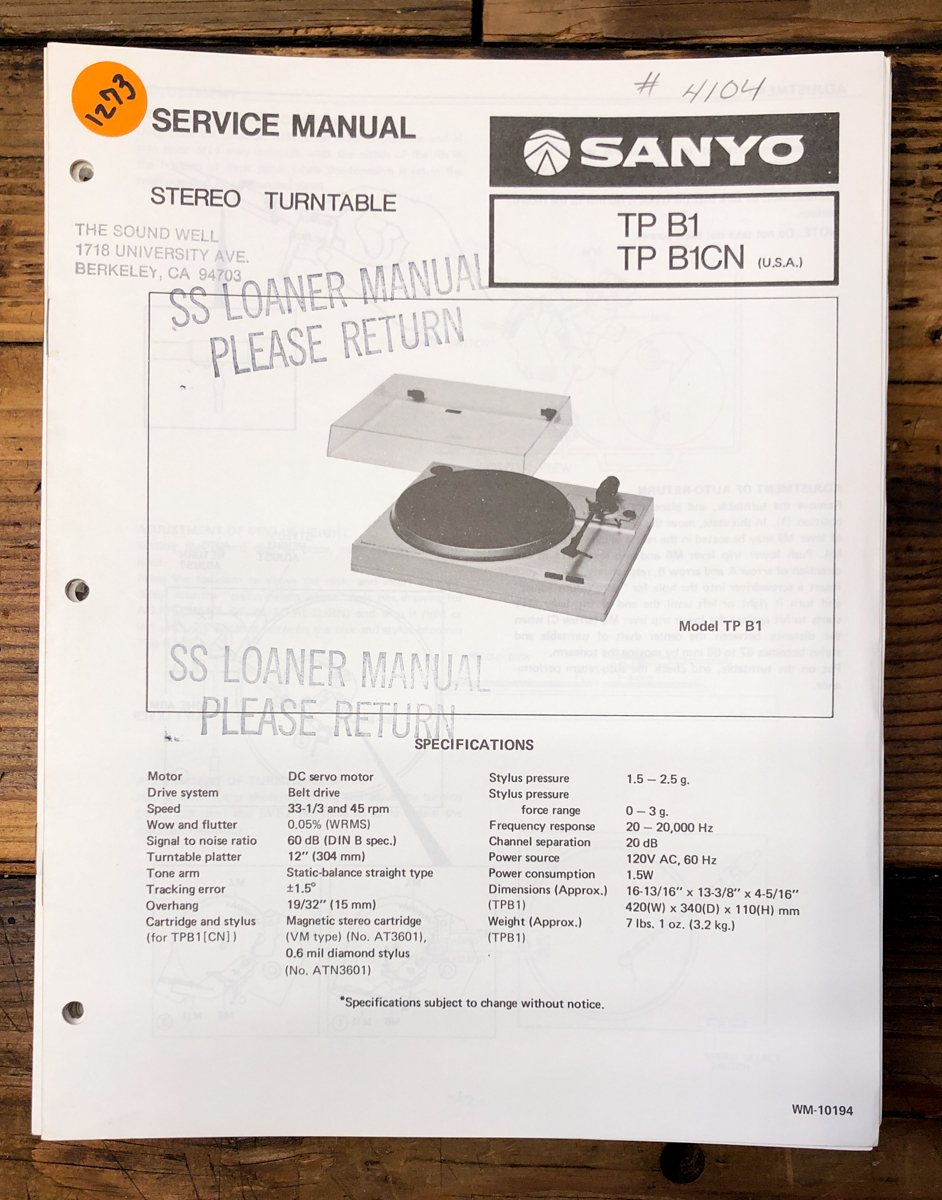 1273
# 4104
SERVICE MANUAL
SANYO
STEREO TURNTABLE
TP B1
TP B1CN (U.S.A.)
THE SOUND WELL
1718 UNIVERSITY AVE.
BERKELEY, CA 94703
SS LOANER MANUAL
PLEASE RETURN
Model TP B1
SS LOANER MANUAL
PLEASE RETURN
SPECIFICATIONS
Motor DC servo motor
Drive system Belt drive
Speed 33-1/3 and 45 rpm
Wow and flutter 0.05% (WRMS)
Signal to noise ratio 60 dB (DIN B spec.)
Turntable platter 12" (304 mm)
Tone arm Static-balance straight type
Tracking error ±1.5°
Overhang 19/32" (15 mm)
Cartridge and stylus Magnetic stereo cartridge
(for TPB1[CN]) (VM type) (No. AT3601),
0.6 mil diamond stylus
(No. ATN3601)
Stylus pressure 1.5 – 2.5 g.
Stylus pressure
force range 0 – 3 g.
Frequency response 20 – 20,000 Hz
Channel separation 20 dB
Power source 120V AC, 60 Hz
Power consumption 1.5W
Dimensions (Approx.) 16-13/16" x 13-3/8" x 4-5/16"
(TPB1) 420(W) x 340(D) x 110(H) mm
Weight (Approx.) 7 lbs. 1 oz. (3.2 kg.)
(TPB1)
*Specifications subject to change without notice.
WM-10194